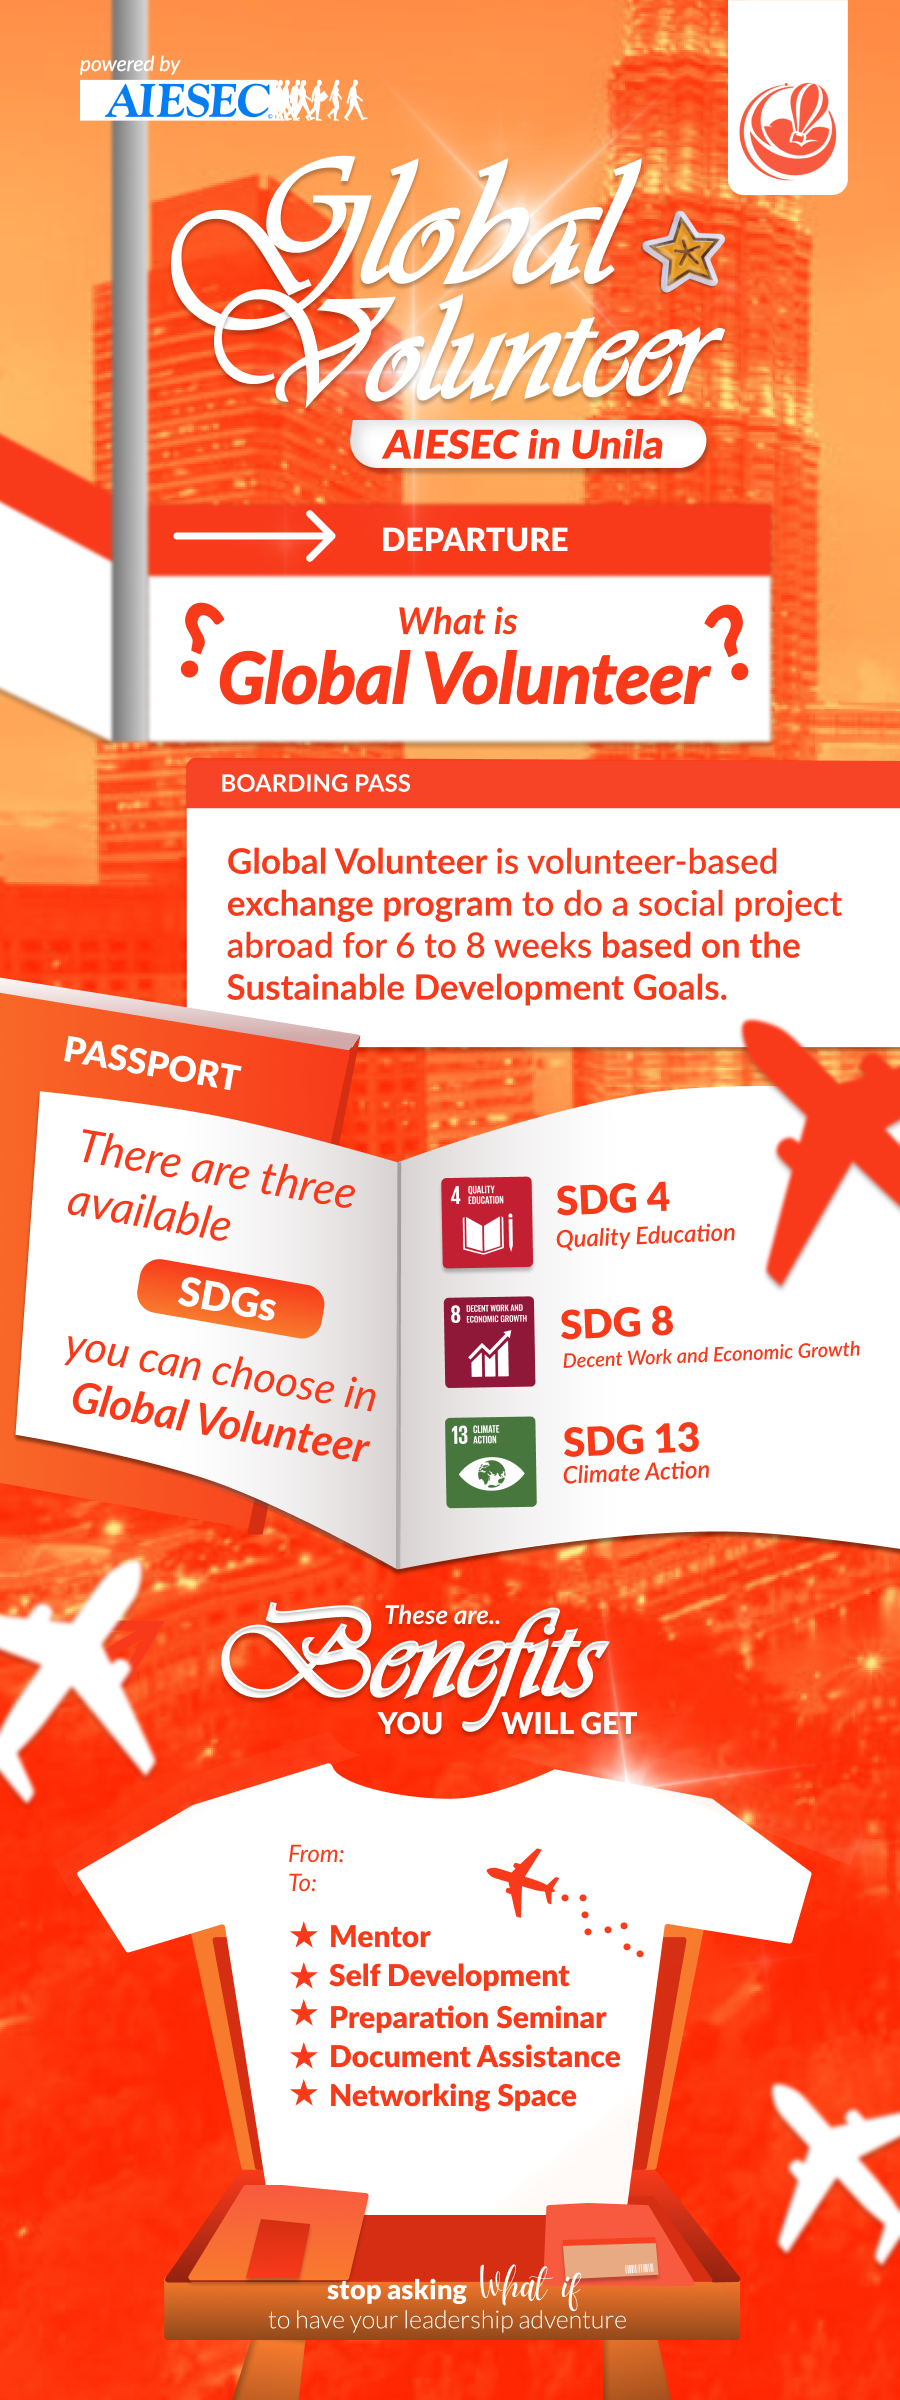 powered by
AIESEC
Global
Volunteer
AIESEC in Unila
DEPARTURE
What is
Global Volunteer
? ?
BOARDING PASS
Global Volunteer is volunteer-based
exchange program to do a social project
abroad for 6 to 8 weeks based on the
Sustainable Development Goals.
PASSPORT
There are three
available
SDGs
you can choose in
Global Volunteer
4 QUALITY
EDUCATION
SDG 4
Quality Education
8 DECENT WORK AND
ECONOMIC GROWTH
SDG 8
Decent Work and Economic Growth
13 CLIMATE
ACTION
SDG 13
Climate Action
These are..
Benefits
YOU WILL GET
From:
To:
★ Mentor
★ Self Development
★ Preparation Seminar
★ Document Assistance
★ Networking Space
stop asking What if
to have your leadership adventure